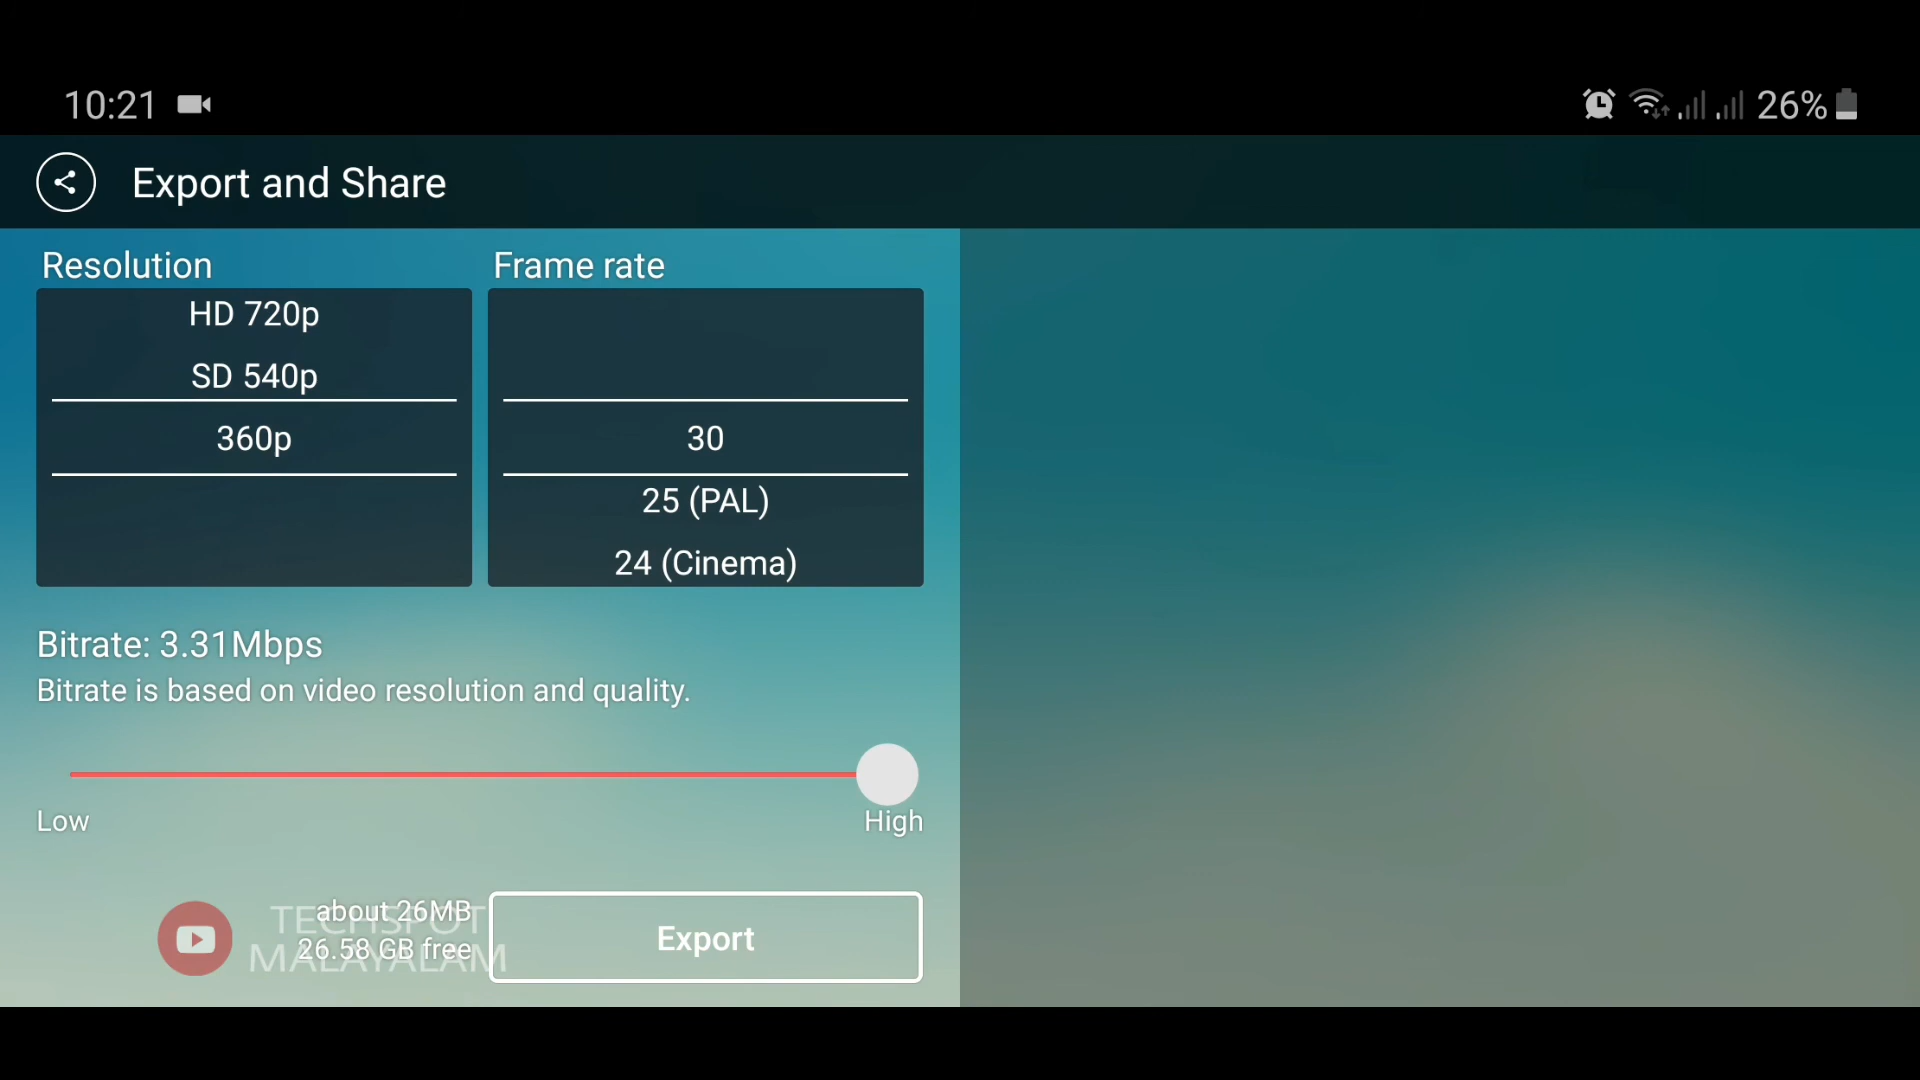 10:21
26%
Export and Share
Resolution
Frame rate
HD 720p
SD 540p
360p
30
25 (PAL)
24 (Cinema)
Bitrate: 3.31Mbps
Bitrate is based on video resolution and quality.
Low
High
about 26MB
26.58 GB free
TECHSPOT
MALAYALAM
Export